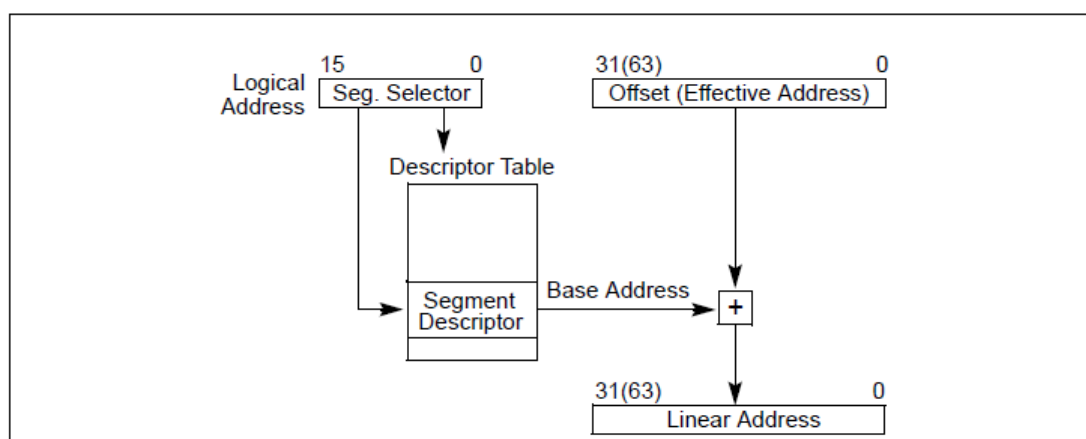 15 0
31(63) 0
Logical
Address
Seg. Selector
Offset (Effective Address)
Descriptor Table
Base Address
Segment
Descriptor
+
31(63) 0
Linear Address